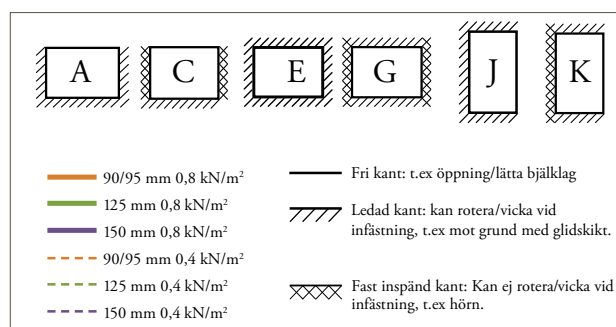 A C E G J K
90/95 mm 0,8 kN/m²
125 mm 0,8 kN/m²
150 mm 0,8 kN/m²
90/95 mm 0,4 kN/m²
125 mm 0,4 kN/m²
150 mm 0,4 kN/m²
Fri kant: t.ex öppning/lätta bjälklag
Ledad kant: kan rotera/vicka vid
infästning, t.ex mot grund med glidskikt.
Fast inspänd kant: Kan ej rotera/vicka vid
infästning, t.ex hörn.